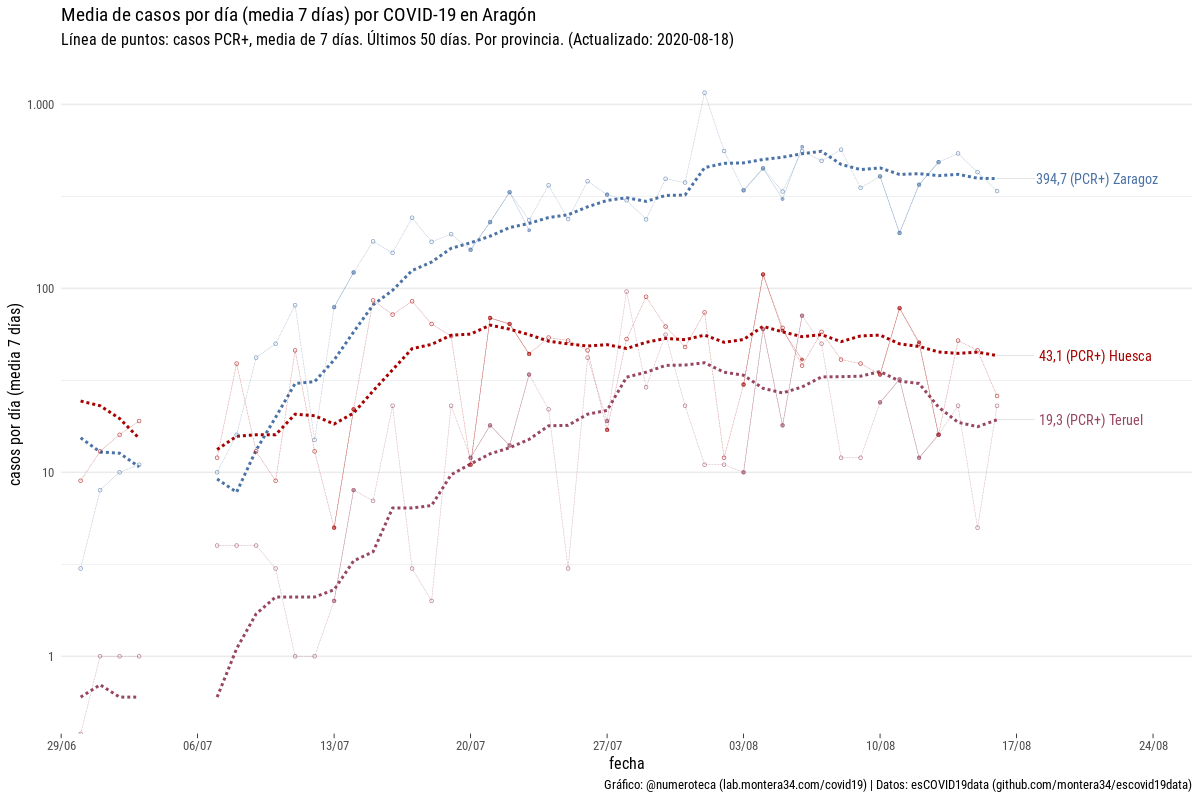 Media de casos por día (media 7 días) por COVID-19 en Aragón
Línea de puntos: casos PCR+, media de 7 días. Últimos 50 días. Por provincia. (Actualizado: 2020-08-18)
casos por día (media 7 días)
1.000
100
10
1
394,7 (PCR+) Zaragoz
43,1 (PCR+) Huesca
19,3 (PCR+) Teruel
29/06 06/07 13/07 20/07 27/07 03/08 10/08 17/08 24/08
fecha
Gráfico: @numeroteca (lab.montera34.com/covid19) | Datos: esCOVID19data (github.com/montera34/escovid19data)